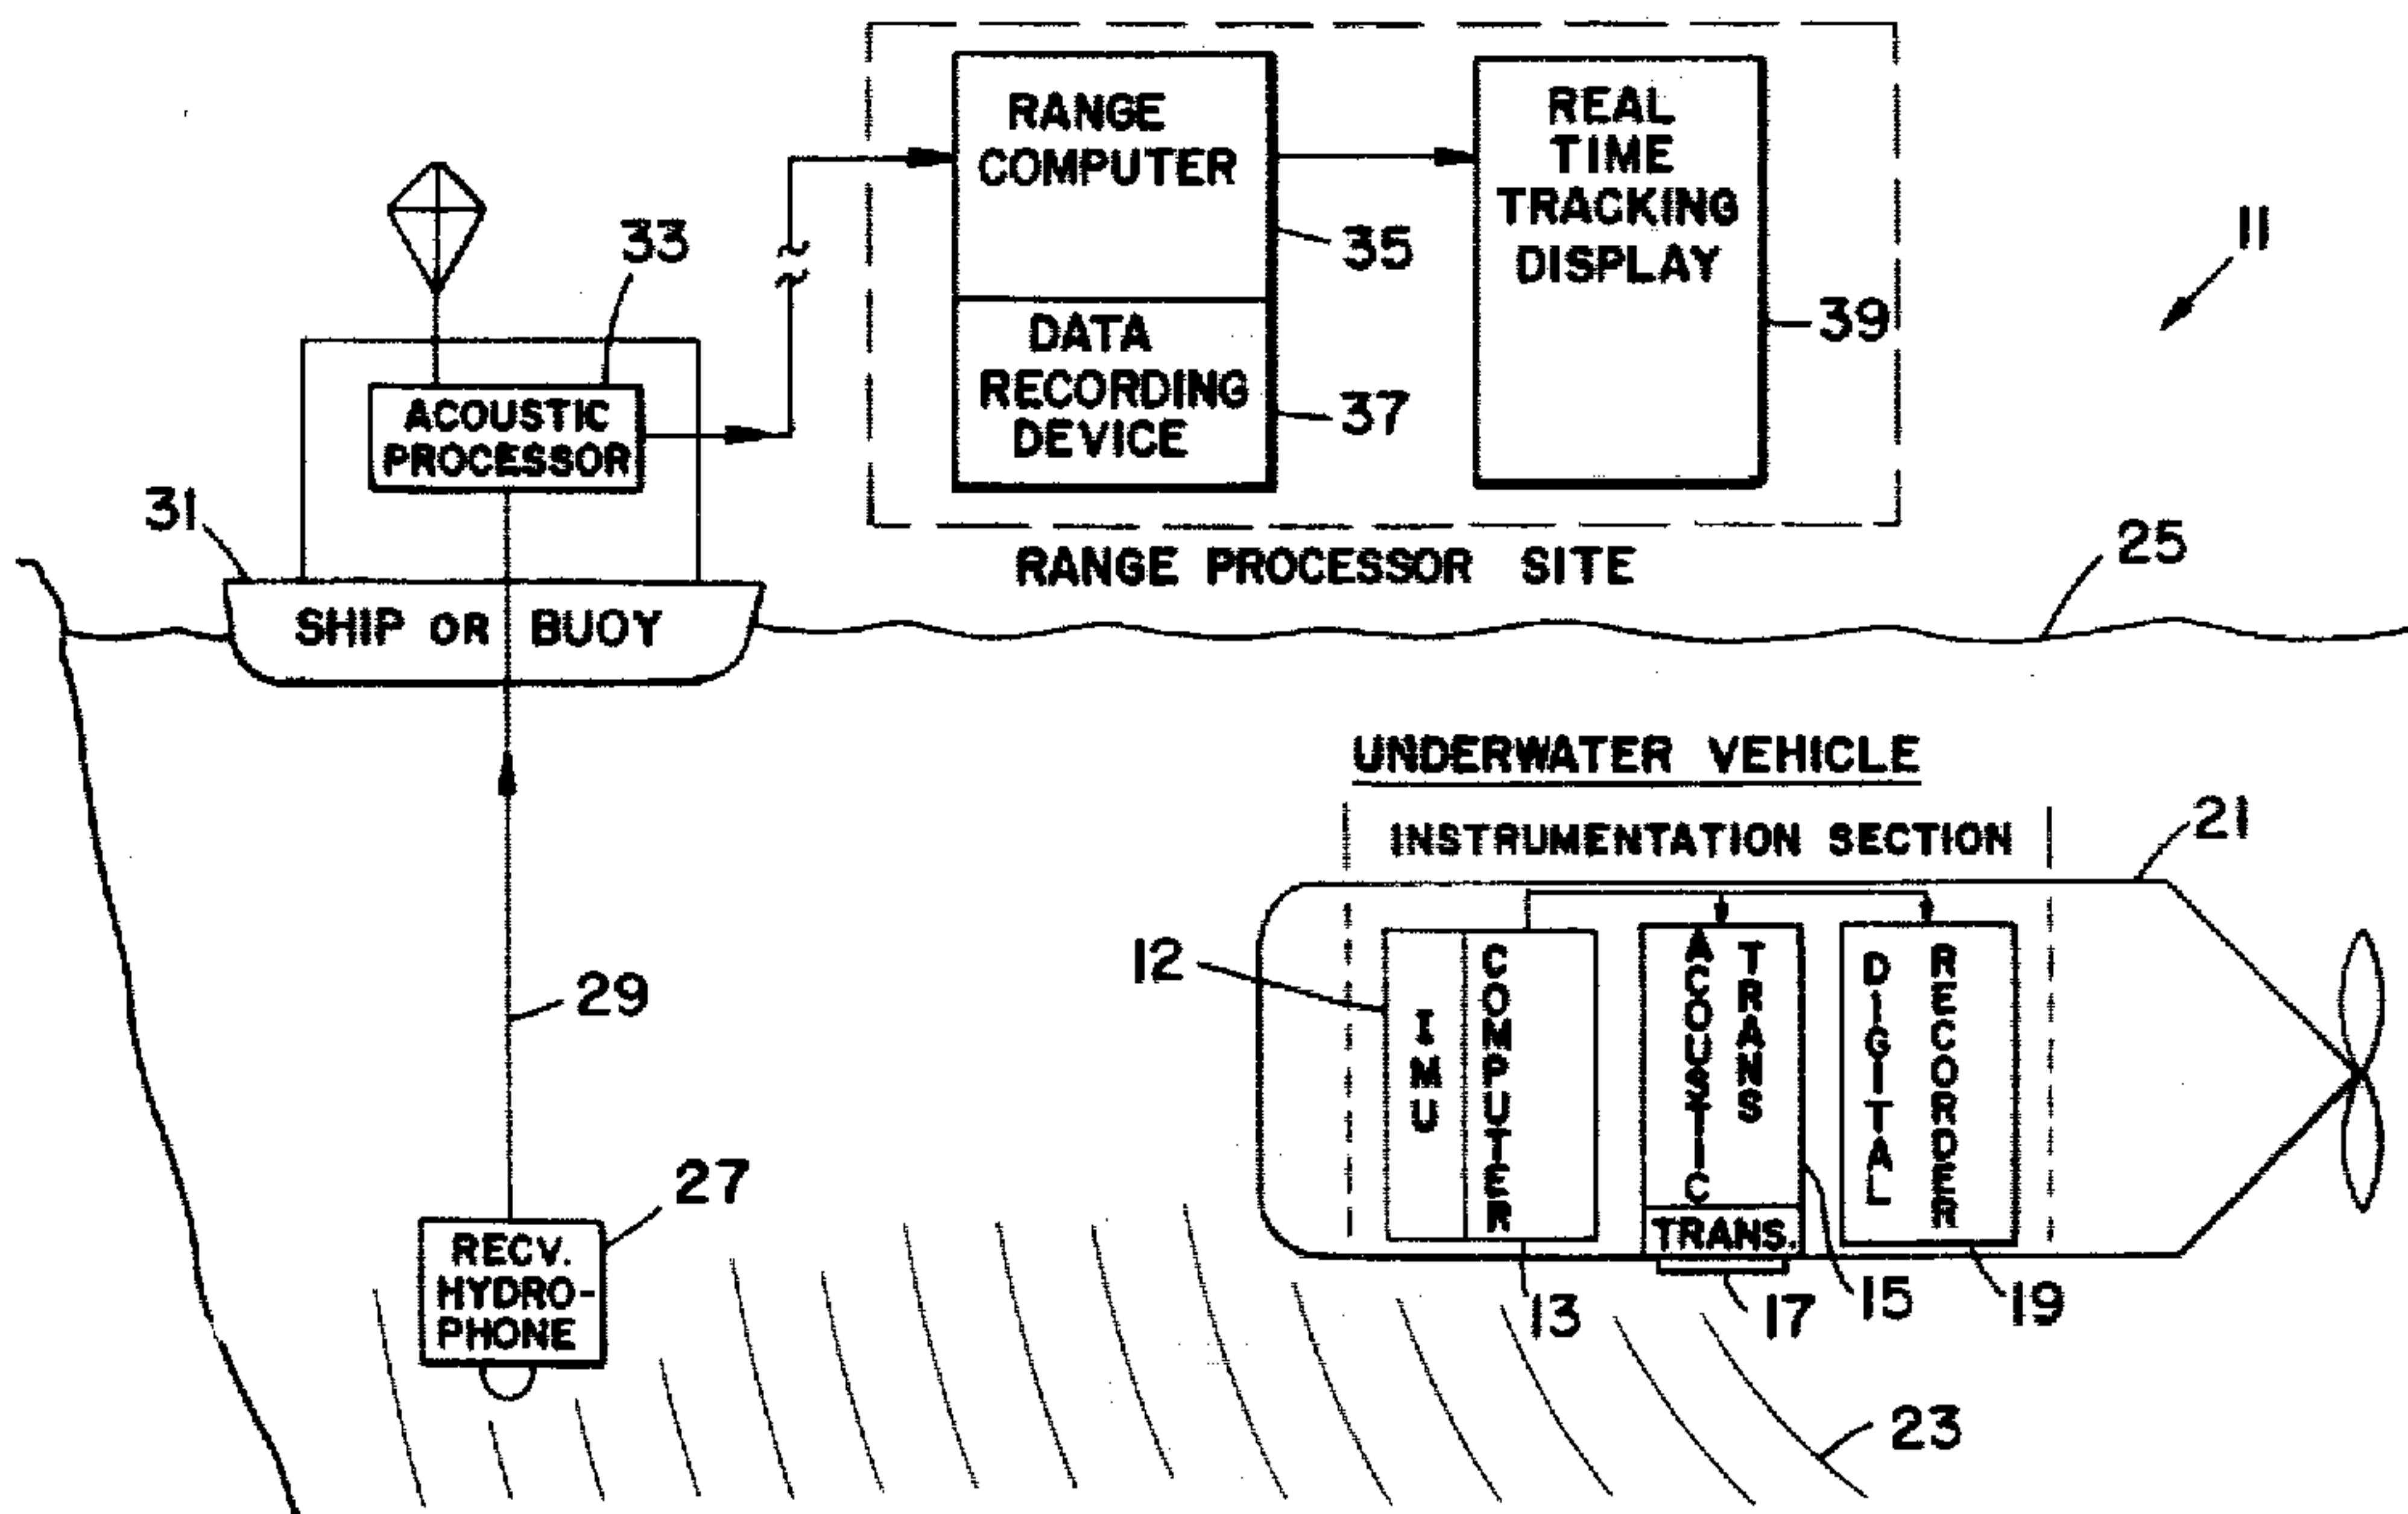 RANGE
COMPUTER
REAL
TIME
TRACKING
DISPLAY
11
33
35
39
DATA
RECORDING
DEVICE
37
ACOUSTIC
PROCESSOR
31
RANGE PROCESSOR SITE
25
SHIP OR BUOY
UNDERWATER VEHICLE
INSTRUMENTATION SECTION
21
12
IMU
COMPUTER
ACOUSTIC
TRANS
DIGITAL
RECORDER
29
27
RECV.
HYDRO-
PHONE
TRANS.
13
17
15
19
23